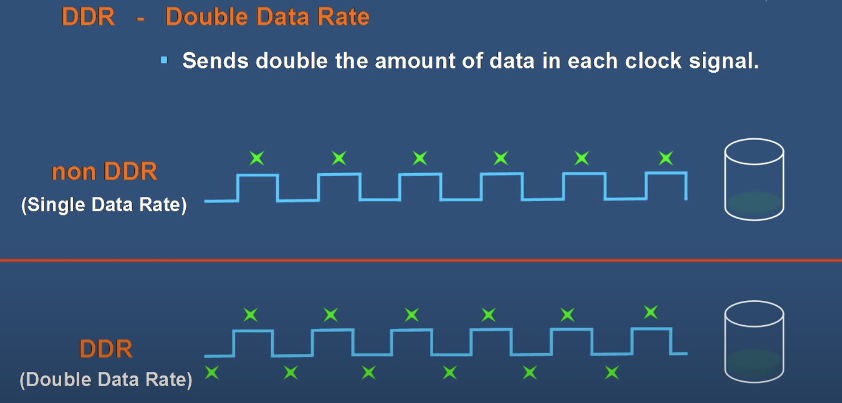 DDR - Double Data Rate
▪ Sends double the amount of data in each clock signal.
non DDR
(Single Data Rate)
DDR
(Double Data Rate)